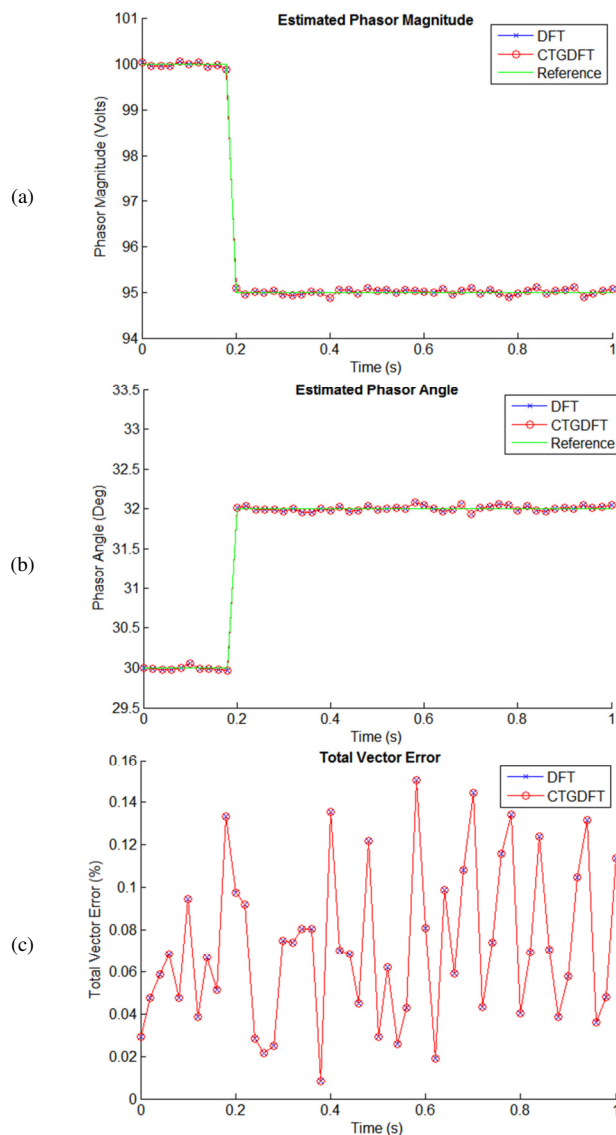 Estimated Phasor Magnitude
101
100
99
98
97
96
95
94
Phasor Magnitude (Volts)
DFT
CTGDFT
Reference
(a)
0 0.2 0.4 0.6 0.8 1
Time (s)
Estimated Phasor Angle
33.5
33
32.5
32
31.5
31
30.5
30
29.5
Phasor Angle (Deg)
DFT
CTGDFT
Reference
(b)
0 0.2 0.4 0.6 0.8 1
Time (s)
Total Vector Error
0.16
0.14
0.12
0.1
0.08
0.06
0.04
0.02
0
Total Vector Error (%)
DFT
CTGDFT
(c)
0 0.2 0.4 0.6 0.8 1
Time (s)